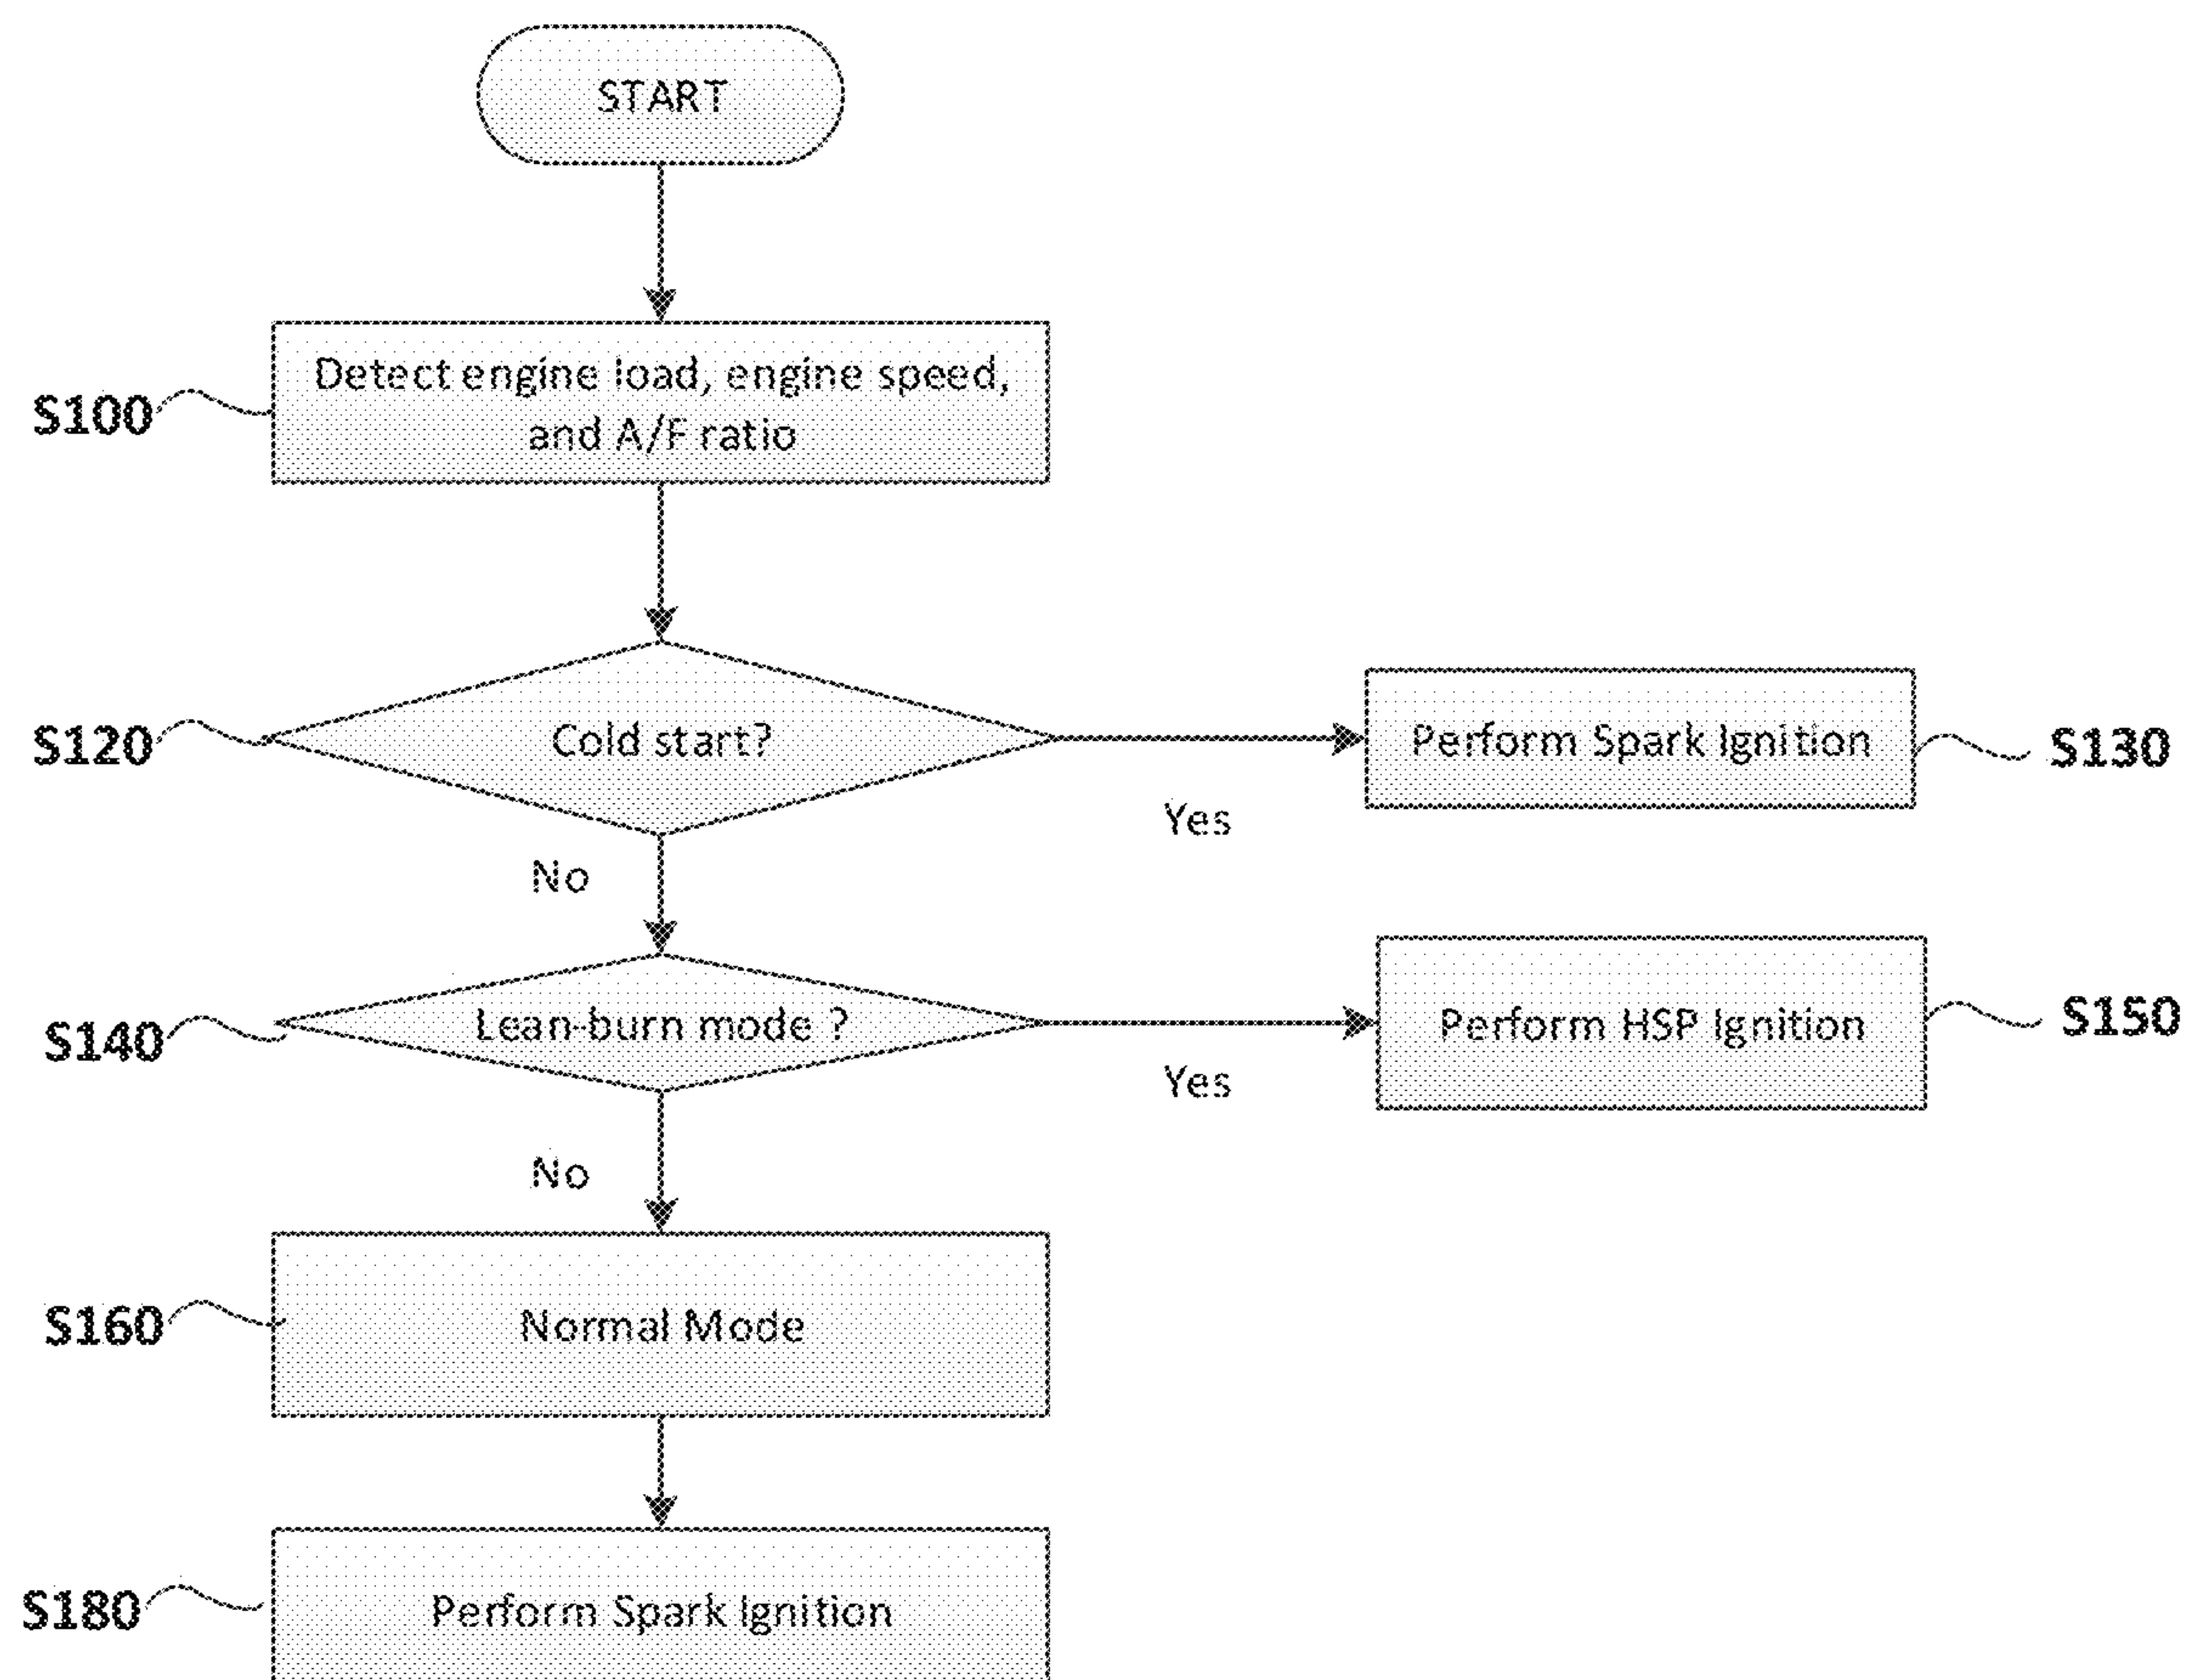 START
Detect engine load, engine speed,
and A/F ratio
S100
Cold start?
S120
Perform Spark Ignition
S130
Yes
No
Lean-burn mode ?
S140
Perform HSP Ignition
S150
Yes
No
Normal Mode
S160
Perform Spark Ignition
S180